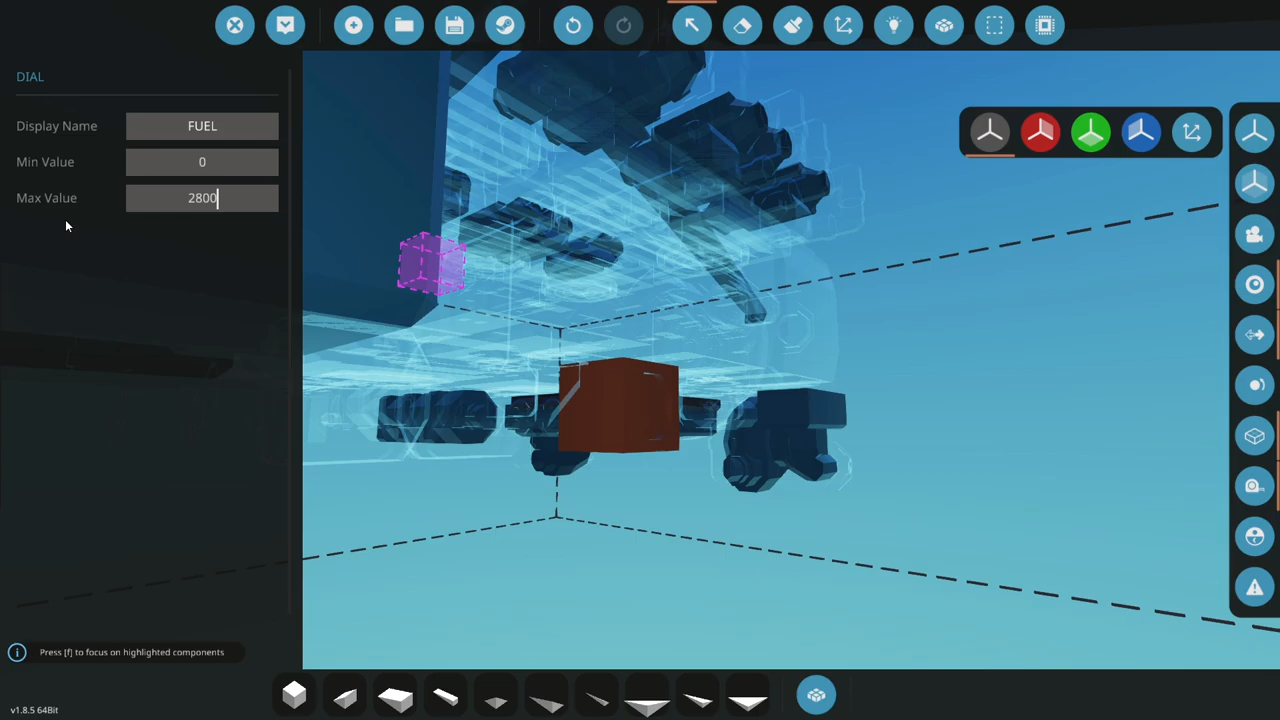 DIAL
Display Name FUEL
Min Value 0
Max Value 2800
i Press [f] to focus on highlighted components
v1.8.5 64Bit